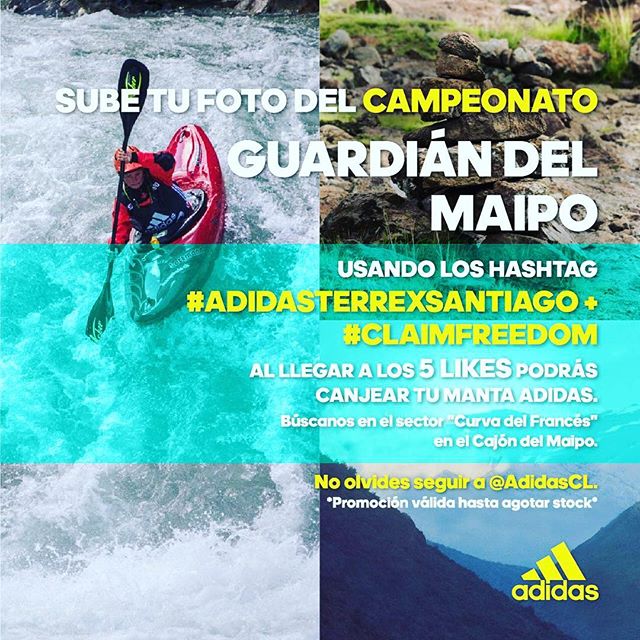 SUBE TU FOTO DEL CAMPEONATO
GUARDIÁN DEL
MAIPO
USANDO LOS HASHTAG
#ADIDASTERREXSANTIAGO +
#CLAIMFREEDOM
AL LLEGAR A LOS 5 LIKES PODRÁS
CANJEAR TU MANTA ADIDAS.
Búscanos en el sector "Curva del Francés"
en el Cajón del Maipo.
No olvides seguir a @AdidasCL.
*Promoción válida hasta agotar stock*
adidas